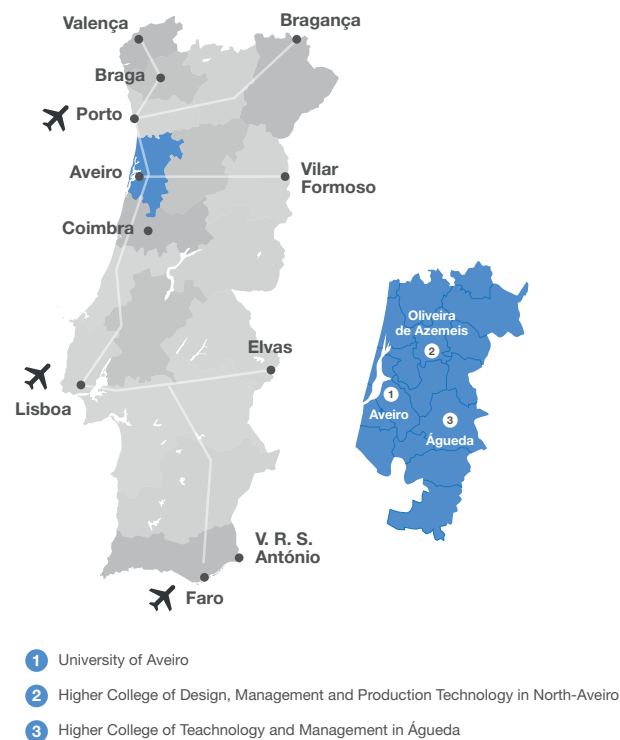 Valença
Bragança
Braga
Porto
Aveiro
Vilar
Formoso
Coimbra
Elvas
Lisboa
V. R. S.
António
Faro
Oliveira
de Azemeis
2
1
Aveiro
3
Águeda
1 University of Aveiro
2 Higher College of Design, Management and Production Technology in North-Aveiro
3 Higher College of Teachnology and Management in Águeda